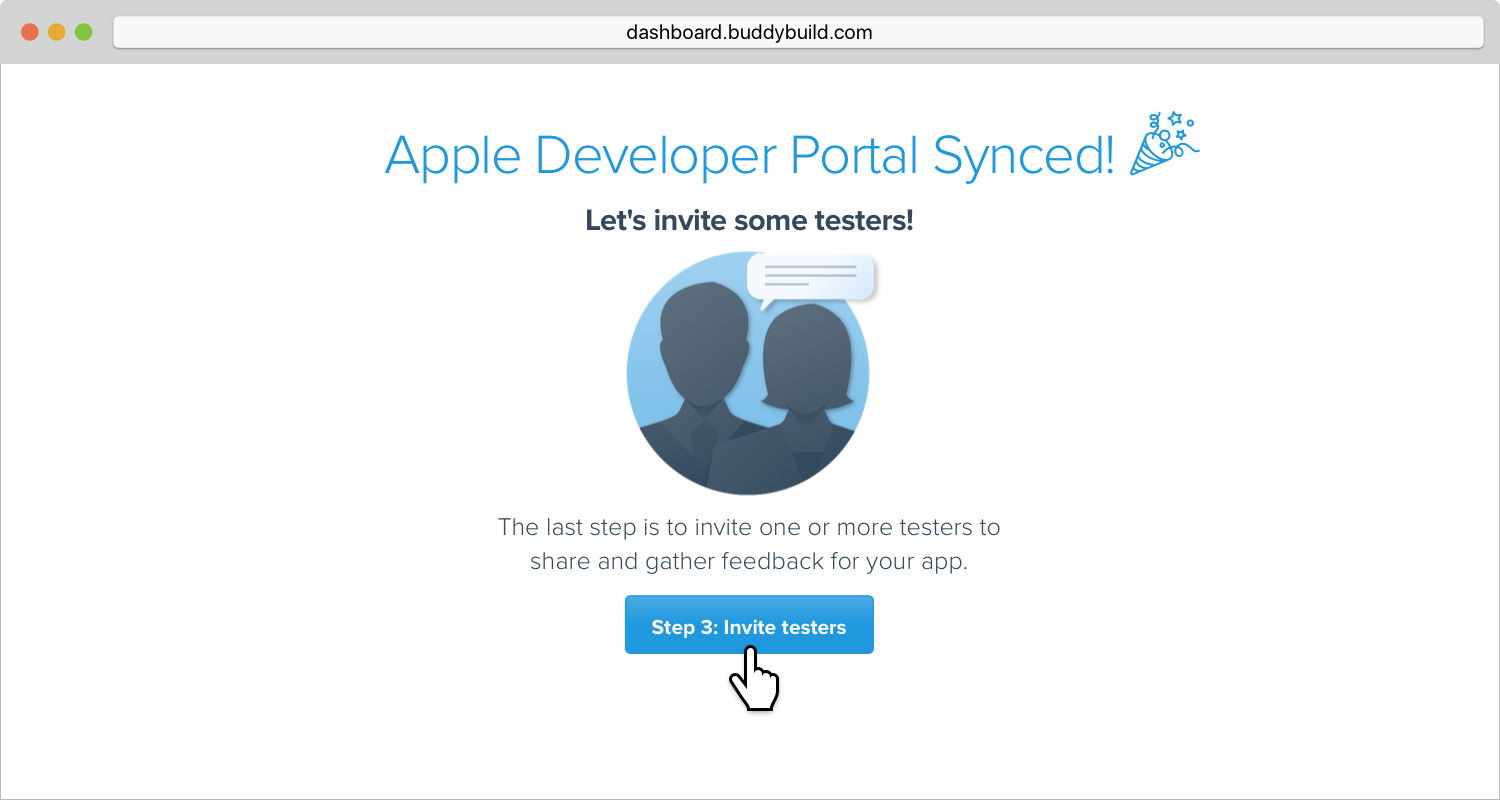 dashboard.buddybuild.com
Apple Developer Portal Synced!
Let's invite some testers!
The last step is to invite one or more testers to
share and gather feedback for your app.
Step 3: Invite testers